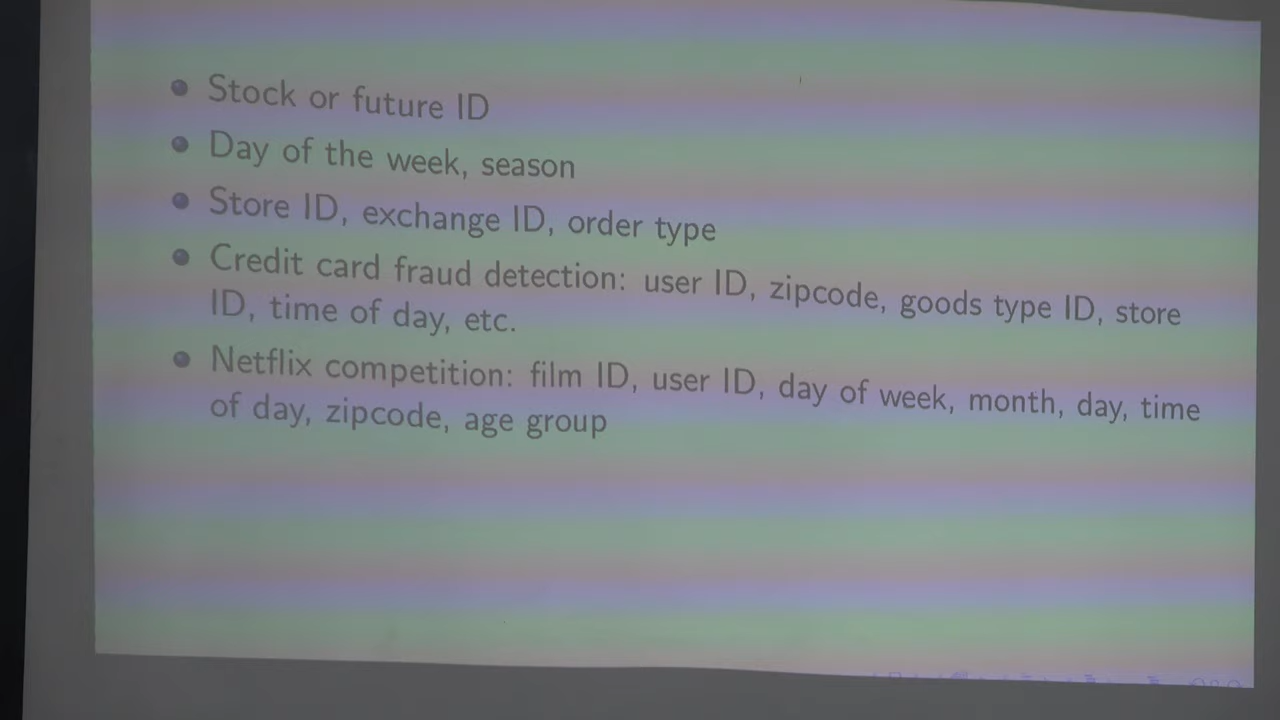 Stock or future ID
Day of the week, season
Store ID, exchange ID, order type
Credit card fraud detection: user ID, zipcode, goods type ID, store
ID, time of day, etc.
Netflix competition: film ID, user ID, day of week, month, day, time
of day, zipcode, age group